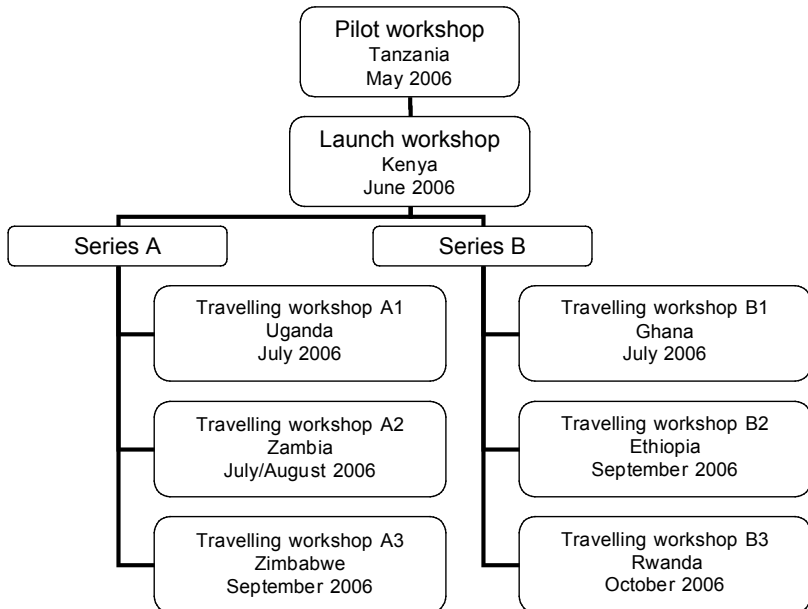 Pilot workshop
Tanzania
May 2006
Launch workshop
Kenya
June 2006
Series A
Series B
Travelling workshop A1
Uganda
July 2006
Travelling workshop A2
Zambia
July/August 2006
Travelling workshop A3
Zimbabwe
September 2006
Travelling workshop B1
Ghana
July 2006
Travelling workshop B2
Ethiopia
September 2006
Travelling workshop B3
Rwanda
October 2006